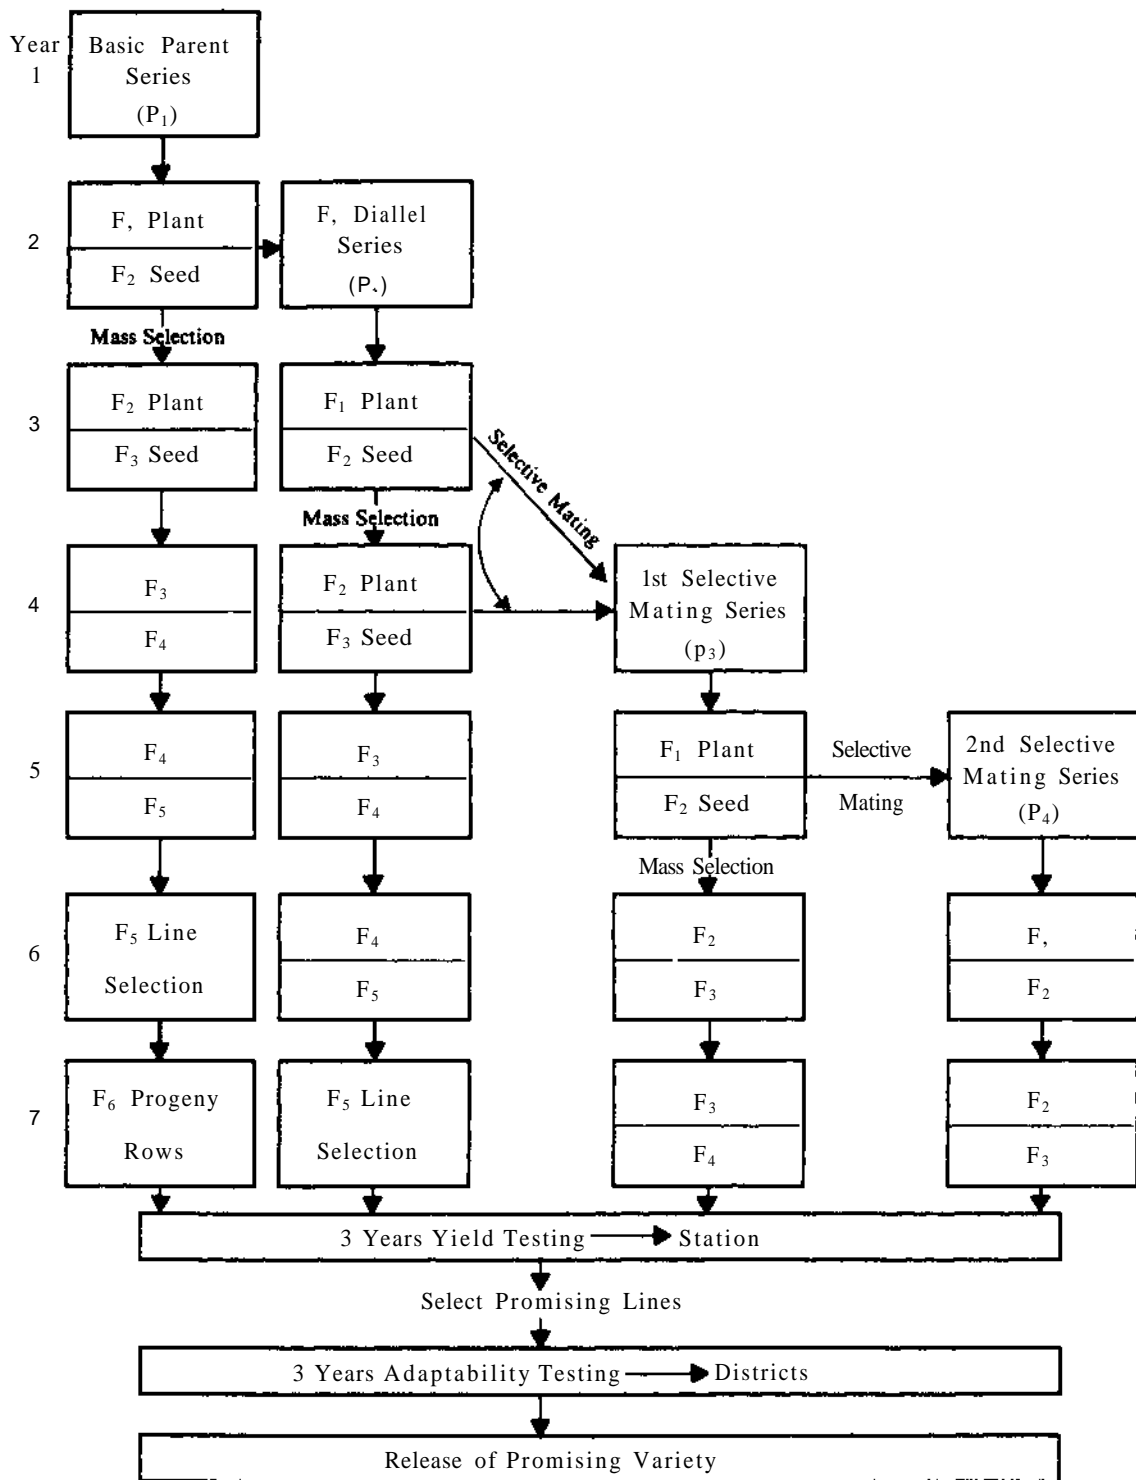 Year
1
Basic Parent
Series
(P₁)
2
F, Plant
F₂ Seed
F, Diallel
Series
(P.)
Mass Selection
3
F₂ Plant
F₃ Seed
F₁ Plant
F₂ Seed
Selective Mating
Mass Selection
4
F₃
F₄
F₂ Plant
F₃ Seed
1st Selective
Mating Series
(p₃)
5
F₄
F₅
F₃
F₄
F₁ Plant
F₂ Seed
Selective
Mating
2nd Selective
Mating Series
(P₄)
Mass Selection
6
F₅ Line
Selection
F₄
F₅
F₂
F₃
F,
F₂
7
F₆ Progeny
Rows
F₅ Line
Selection
F₃
F₄
F₂
F₃
3 Years Yield Testing → Station
Select Promising Lines
3 Years Adaptability Testing → Districts
Release of Promising Variety